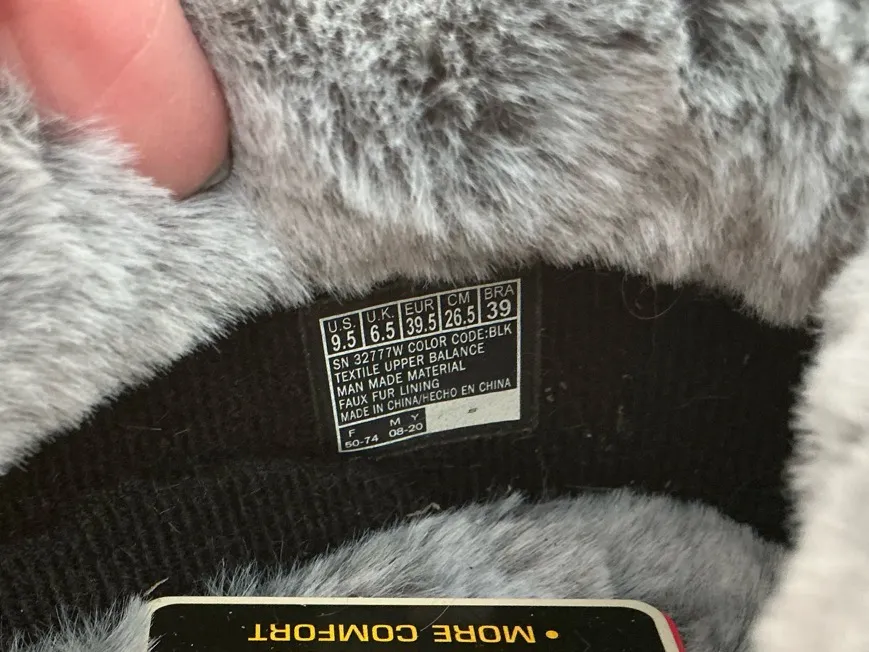 U.S. U.K. EUR CM BRA
9.5 6.5 39.5 26.5 39
SN 32777W COLOR CODE:BLK
TEXTILE UPPER BALANCE
MAN MADE MATERIAL
FAUX FUR LINING
MADE IN CHINA/HECHO EN CHINA
F M Y
50-74 08-20
• MORE COMFORT